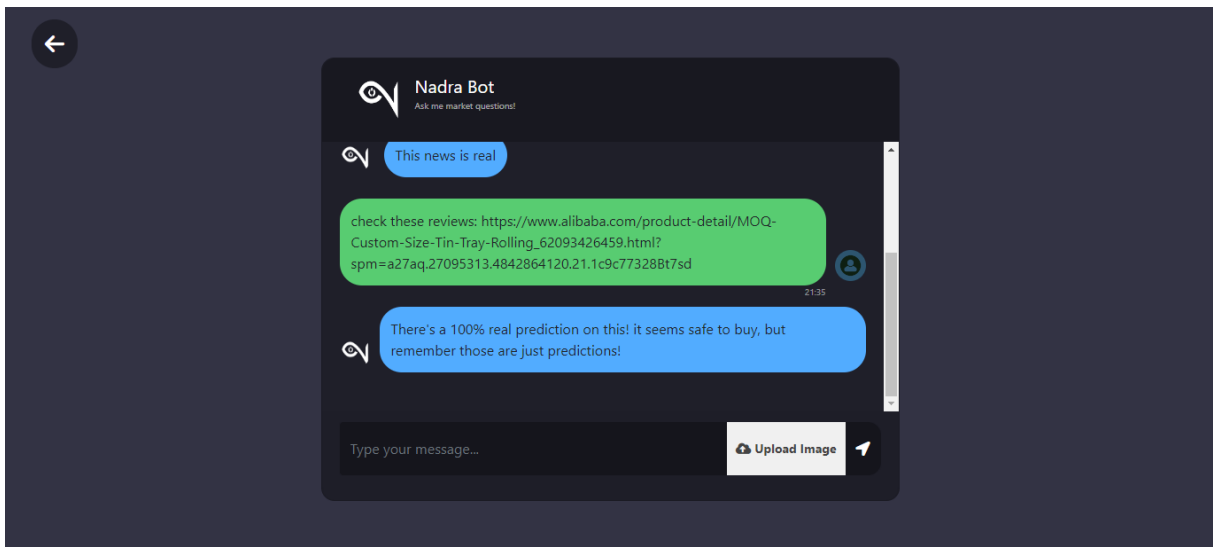 Nadra Bot
Ask me market questions!
This news is real
check these reviews: https://www.alibaba.com/product-detail/MOQ-
Custom-Size-Tin-Tray-Rolling_62093426459.html?
spm=a27aq.27095313.4842864120.21.1c9c77328Bt7sd
21:35
There's a 100% real prediction on this! it seems safe to buy, but
remember those are just predictions!
Type your message...
Upload Image